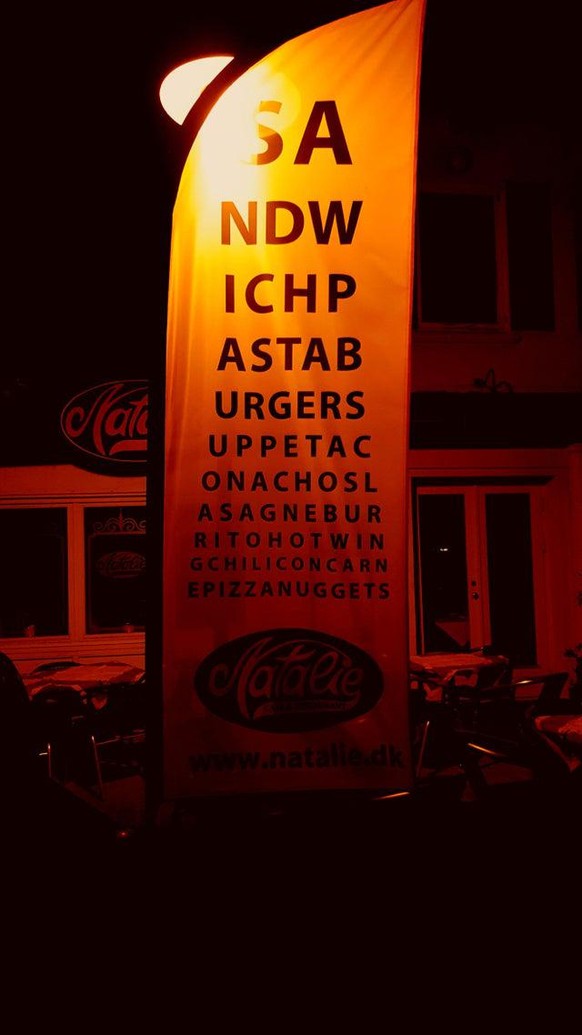 SA
NDW
ICHP
ASTAB
URGERS
UPPETAC
ONACHOSL
ASAGNEBUR
RITOHOTWIN
GCHILICONCARN
EPIZZANUGGETS
Natalie
www.natalie.dk